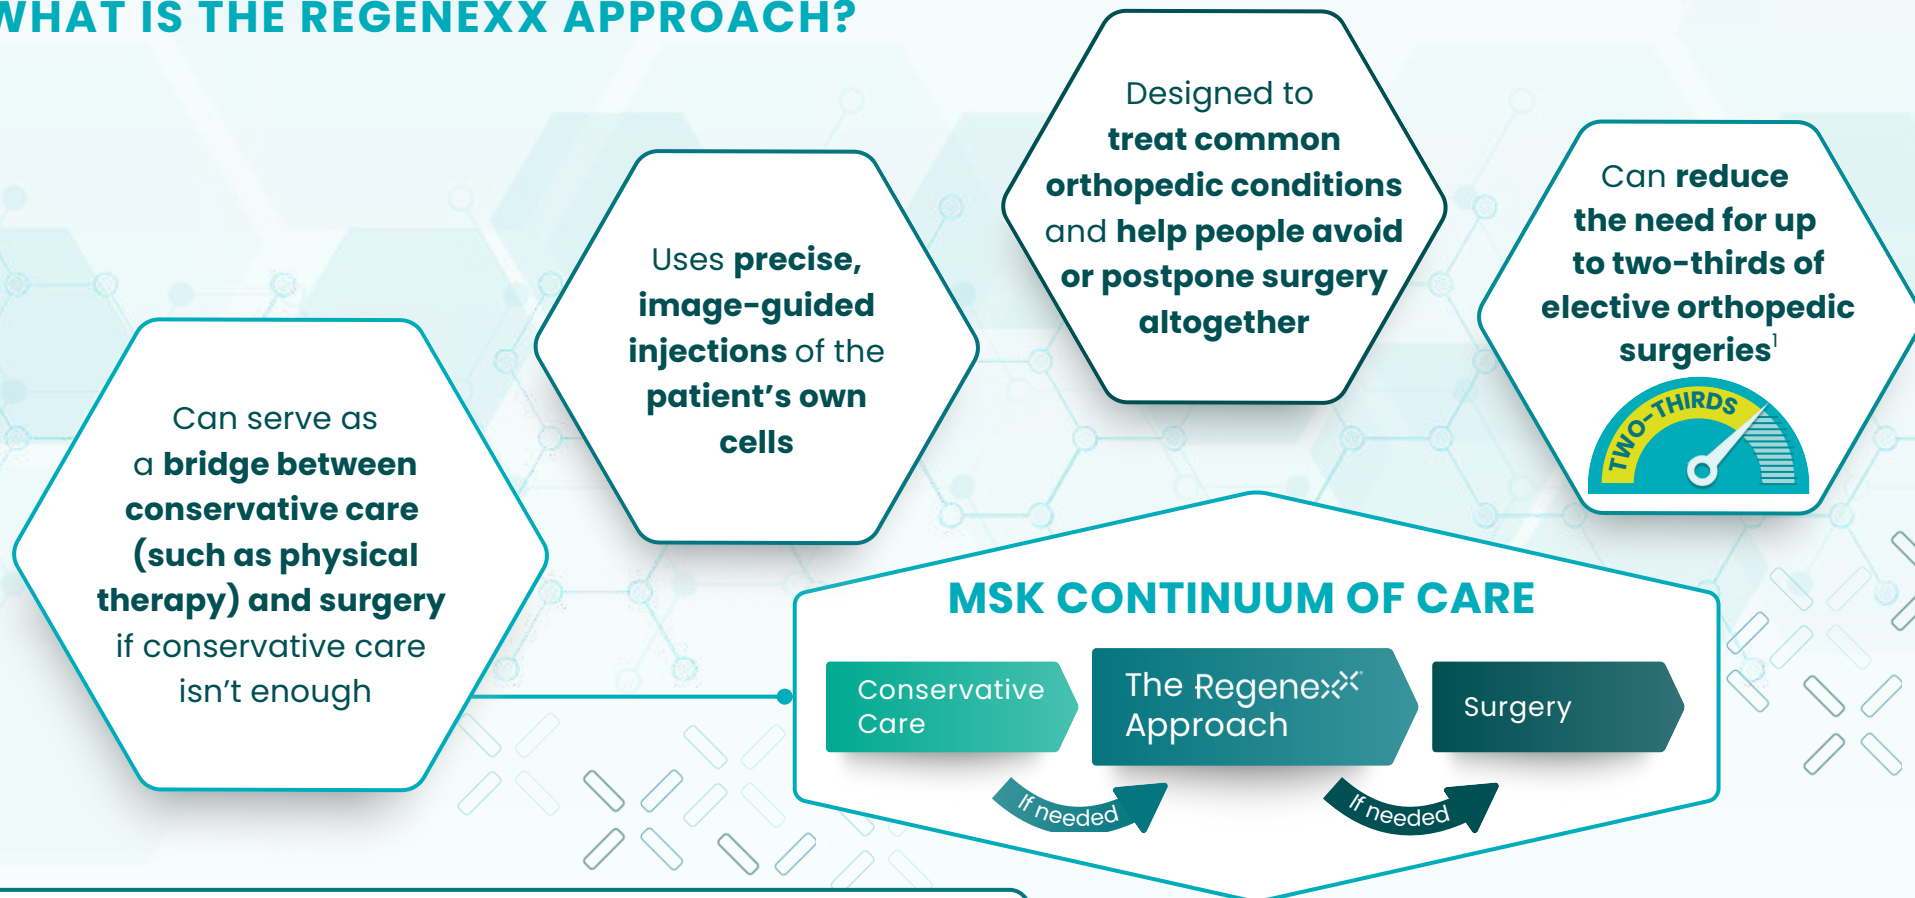 WHAT IS THE REGENEXX APPROACH?
Can serve as
a bridge between
conservative care
(such as physical
therapy) and surgery
if conservative care
isn't enough
Uses precise,
image-guided
injections of the
patient's own
cells
Designed to
treat common
orthopedic conditions
and help people avoid
or postpone surgery
altogether
Can reduce
the need for up
to two-thirds of
elective orthopedic
surgeries¹
TWO-THIRDS
MSK CONTINUUM OF CARE
Conservative
Care
The Regenexx
Approach
Surgery
If needed
If needed